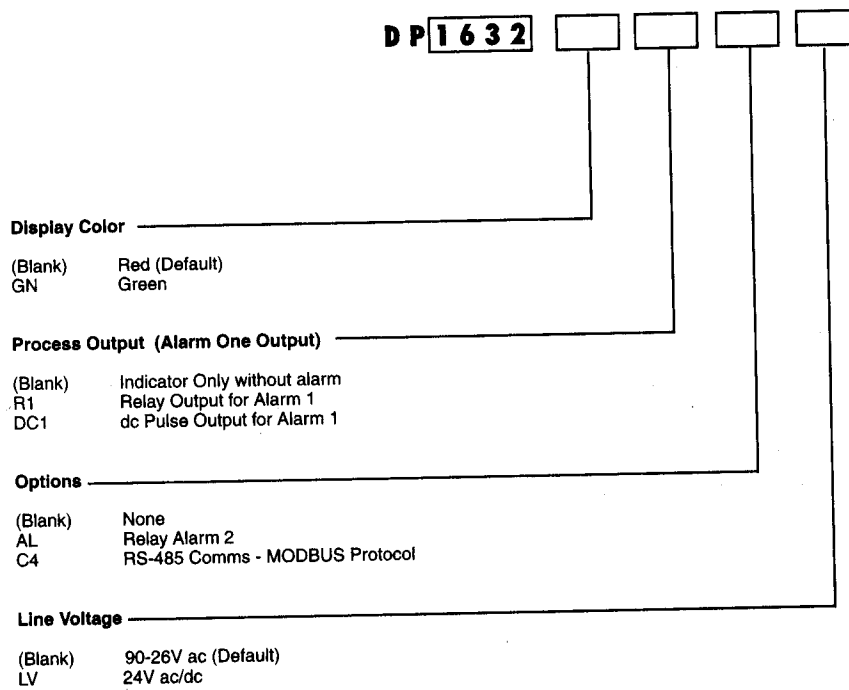 DP 1632
Display Color
(Blank) Red (Default)
GN Green
Process Output (Alarm One Output)
(Blank) Indicator Only without alarm
R1 Relay Output for Alarm 1
DC1 dc Pulse Output for Alarm 1
Options
(Blank) None
AL Relay Alarm 2
C4 RS-485 Comms - MODBUS Protocol
Line Voltage
(Blank) 90-26V ac (Default)
LV 24V ac/dc